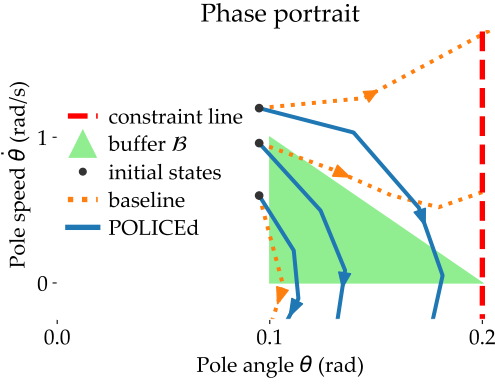 Phase portrait
Pole speed θ̇ (rad/s)
1
0
constraint line
buffer ℬ
initial states
baseline
POLICEd
0.0
0.1
0.2
Pole angle θ (rad)